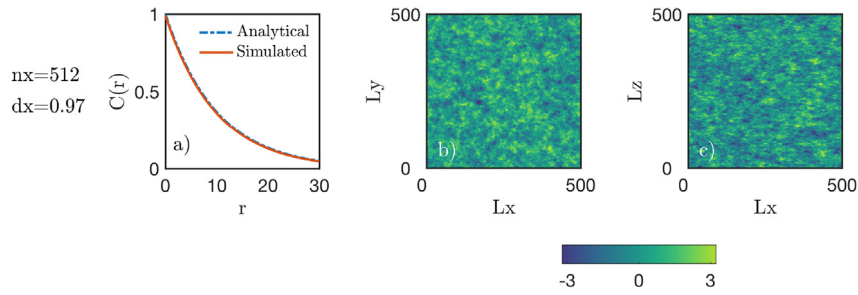 nx=512
dx=0.97
C(r)
1
0.5
0
Analytical
Simulated
a)
0
10
20
30
r
Ly
500
0
b)
0
500
Lx
Lz
500
0
c)
0
500
Lx
-3
0
3